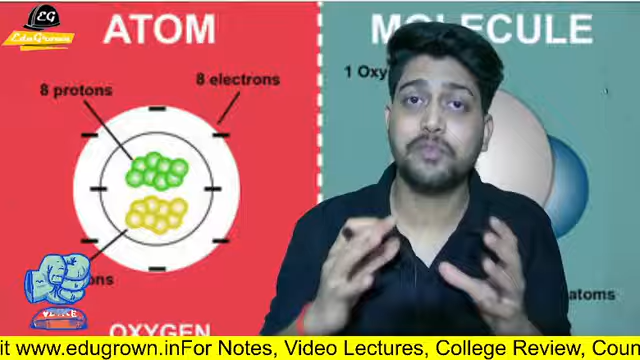 EG
EduGrown
ATOM
MOLECULE
8 protons
8 electrons
1 Oxy
ons
atoms
OXYGEN
it www.edugrown.inFor Notes, Video Lectures, College Review, Coun